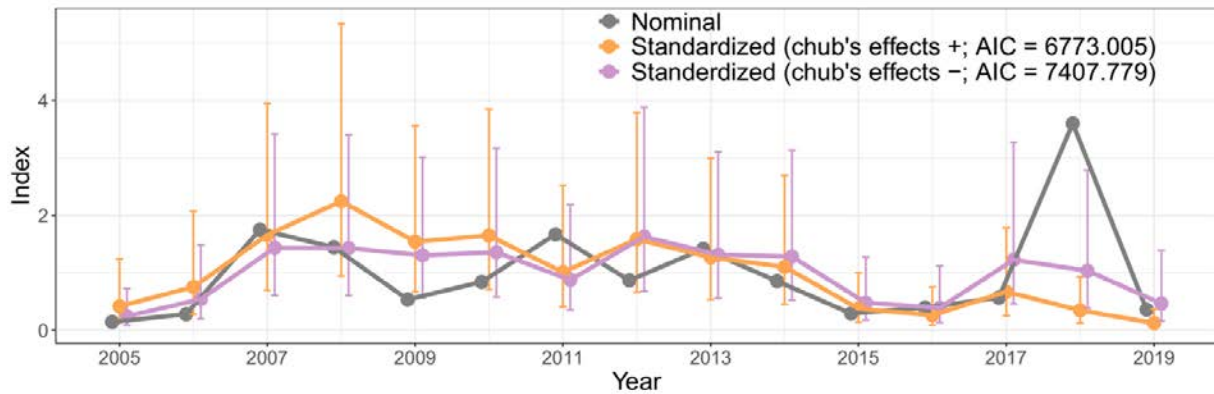 Nominal
Standardized (chub's effects +; AIC = 6773.005)
Standerdized (chub's effects −; AIC = 7407.779)
4
2
0
Index
2005 2007 2009 2011 2013 2015 2017 2019
Year